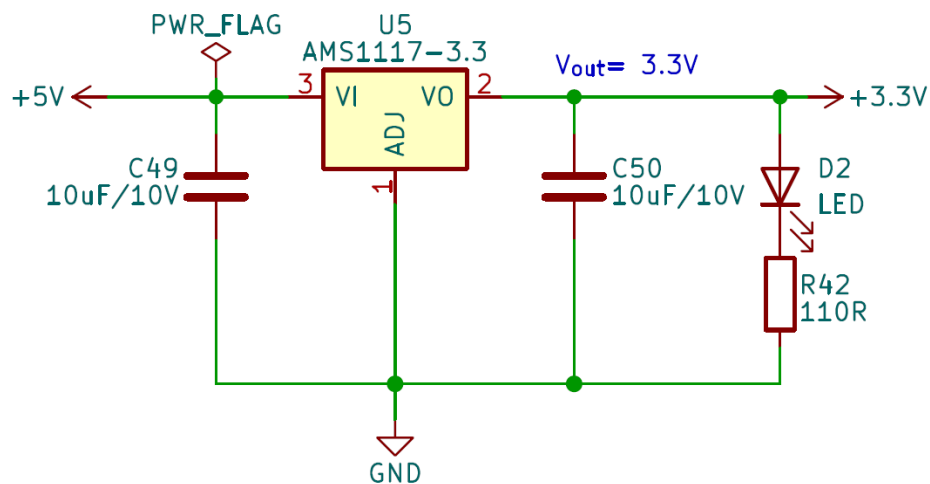 PWR_FLAG
U5
AMS1117-3.3
Vout= 3.3V
+5V
3
VI
VO
2
+3.3V
ADJ
1
C49
10uF/10V
C50
10uF/10V
D2
LED
R42
110R
GND